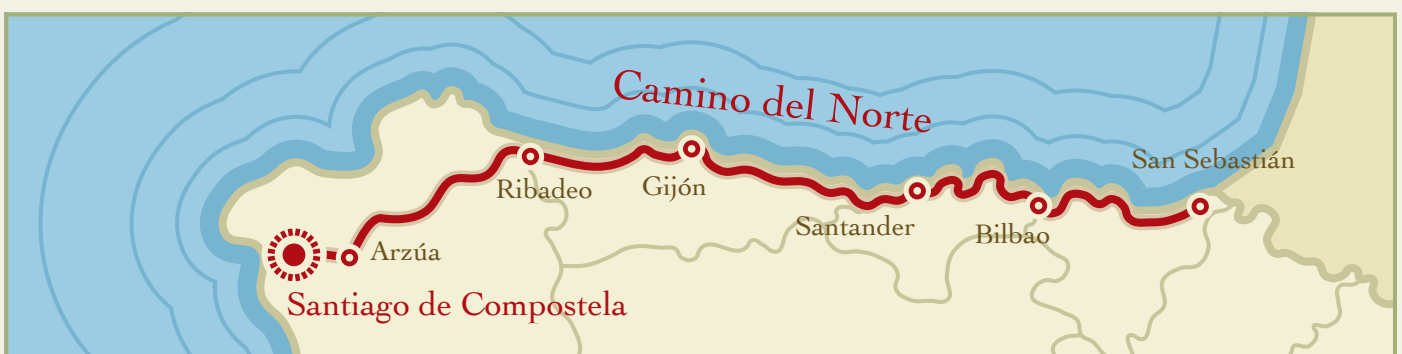 Camino del Norte
San Sebastián
Ribadeo
Gijón
Santander
Bilbao
Arzúa
Santiago de Compostela